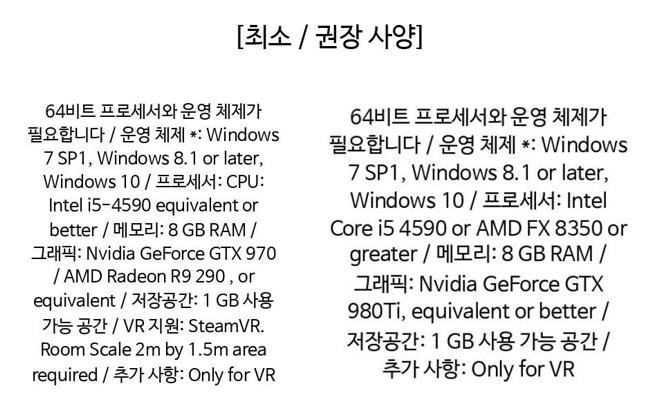 [최소 / 권장 사양]
64비트 프로세서와 운영 체제가
필요합니다 / 운영 체제 *: Windows
7 SP1, Windows 8.1 or later,
Windows 10 / 프로세서: CPU:
Intel i5-4590 equivalent or
better / 메모리: 8 GB RAM /
그래픽: Nvidia GeForce GTX 970
/ AMD Radeon R9 290 , or
equivalent / 저장공간: 1 GB 사용
가능 공간 / VR 지원: SteamVR.
Room Scale 2m by 1.5m area
required / 추가 사항: Only for VR
64비트 프로세서와 운영 체제가
필요합니다 / 운영 체제 *: Windows
7 SP1, Windows 8.1 or later,
Windows 10 / 프로세서: Intel
Core i5 4590 or AMD FX 8350 or
greater / 메모리: 8 GB RAM /
그래픽: Nvidia GeForce GTX
980Ti, equivalent or better /
저장공간: 1 GB 사용 가능 공간 /
추가 사항: Only for VR